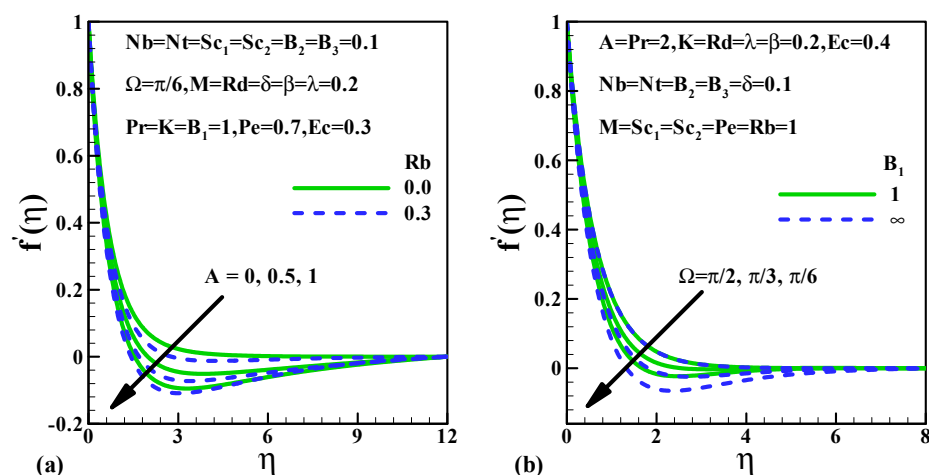 Nb=Nt=Sc₁=Sc₂=B₂=B₃=0.1
Ω=π/6,M=Rd=δ=β=λ=0.2
Pr=K=B₁=1,Pe=0.7,Ec=0.3
Rb
0.0
0.3
A = 0, 0.5, 1
f'(η)
1
0.8
0.6
0.4
0.2
0
-0.2
0
3
6
9
12
(a)
η
A=Pr=2,K=Rd=λ=β=0.2,Ec=0.4
Nb=Nt=B₂=B₃=δ=0.1
M=Sc₁=Sc₂=Pe=Rb=1
B₁
1
∞
Ω=π/2, π/3, π/6
f'(η)
1
0.8
0.6
0.4
0.2
0
0
2
4
6
8
(b)
η